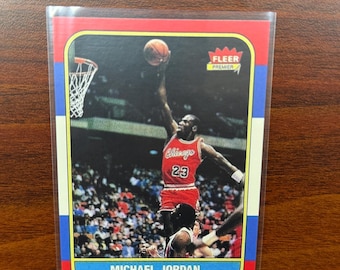 FLEER
PREMIER
Chicago
23
MICHAEL JORDAN